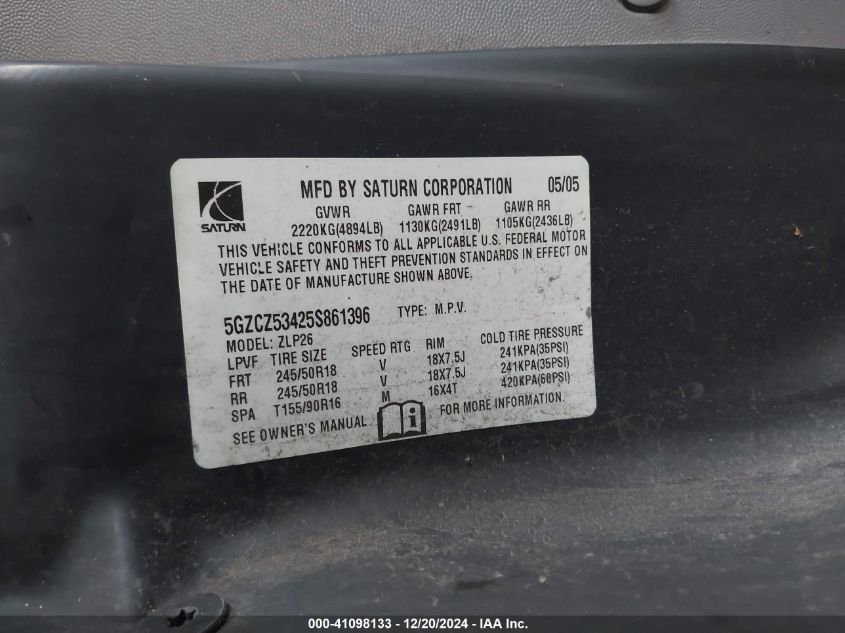 MFD BY SATURN CORPORATION 05/05
SATURN
GVWR GAWR FRT GAWR RR
2220KG(4894LB) 1130KG(2491LB) 1105KG(2436LB)
THIS VEHICLE CONFORMS TO ALL APPLICABLE U.S. FEDERAL MOTOR
VEHICLE SAFETY AND THEFT PREVENTION STANDARDS IN EFFECT ON
THE DATE OF MANUFACTURE SHOWN ABOVE.
5GZCZ53425S861396 TYPE: M.P.V.
MODEL: ZLP26
LPVF TIRE SIZE SPEED RTG RIM COLD TIRE PRESSURE
FRT 245/50R18 V 18X7.5J 241KPA(35PSI)
RR 245/50R18 V 18X7.5J 241KPA(35PSI)
SPA T155/90R16 M 16X4T 420KPA(60PSI)
SEE OWNER'S MANUAL i FOR MORE INFORMATION.
000-41098133 - 12/20/2024 - IAA Inc.